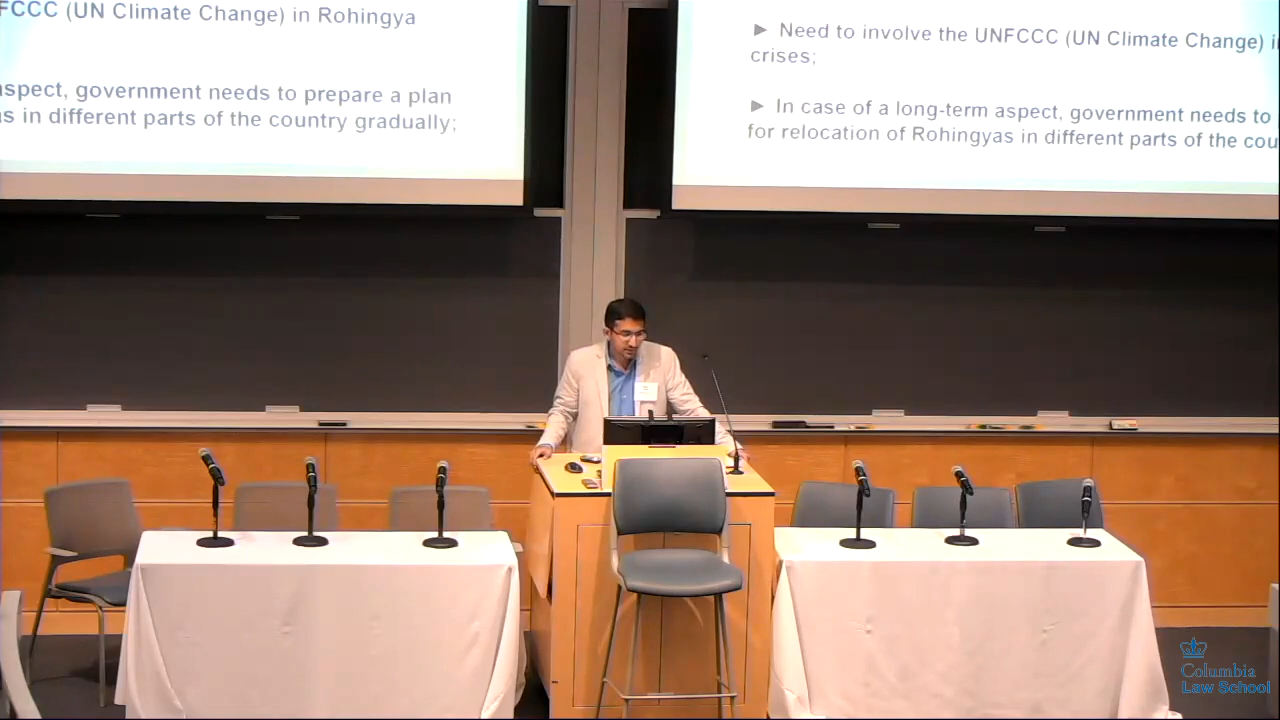 FCCC (UN Climate Change) in Rohingya
aspect, government needs to prepare a plan
as in different parts of the country gradually;
► Need to involve the UNFCCC (UN Climate Change) in
crises;
► In case of a long-term aspect, government needs to
for relocation of Rohingyas in different parts of the cou
Columbia
Law School